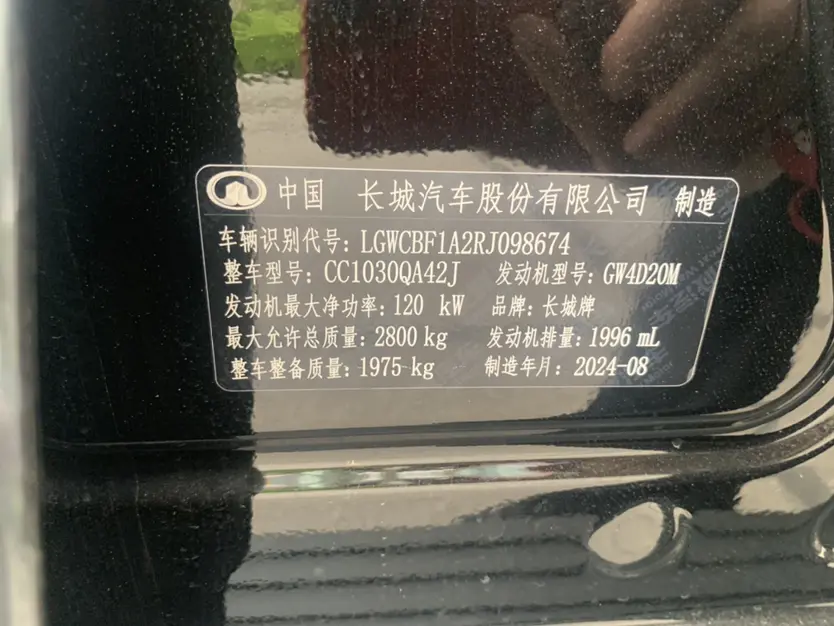 中国 长城汽车股份有限公司 制造
车辆识别代号：LGWCBF1A2RJ098674
整车型号：CC1030QA42J 发动机型号：GW4D20M
发动机最大净功率：120 kW 品牌：长城牌
最大允许总质量：2800 kg 发动机排量：1996 mL
整车整备质量：1975 kg 制造年月：2024-08